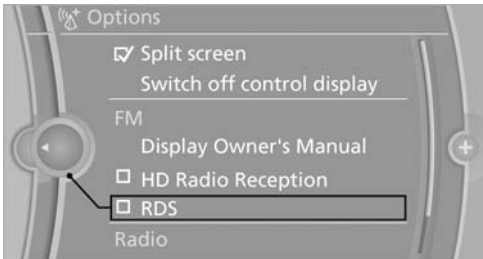 Options
Split screen
Switch off control display
FM
Display Owner's Manual
HD Radio Reception
RDS
Radio